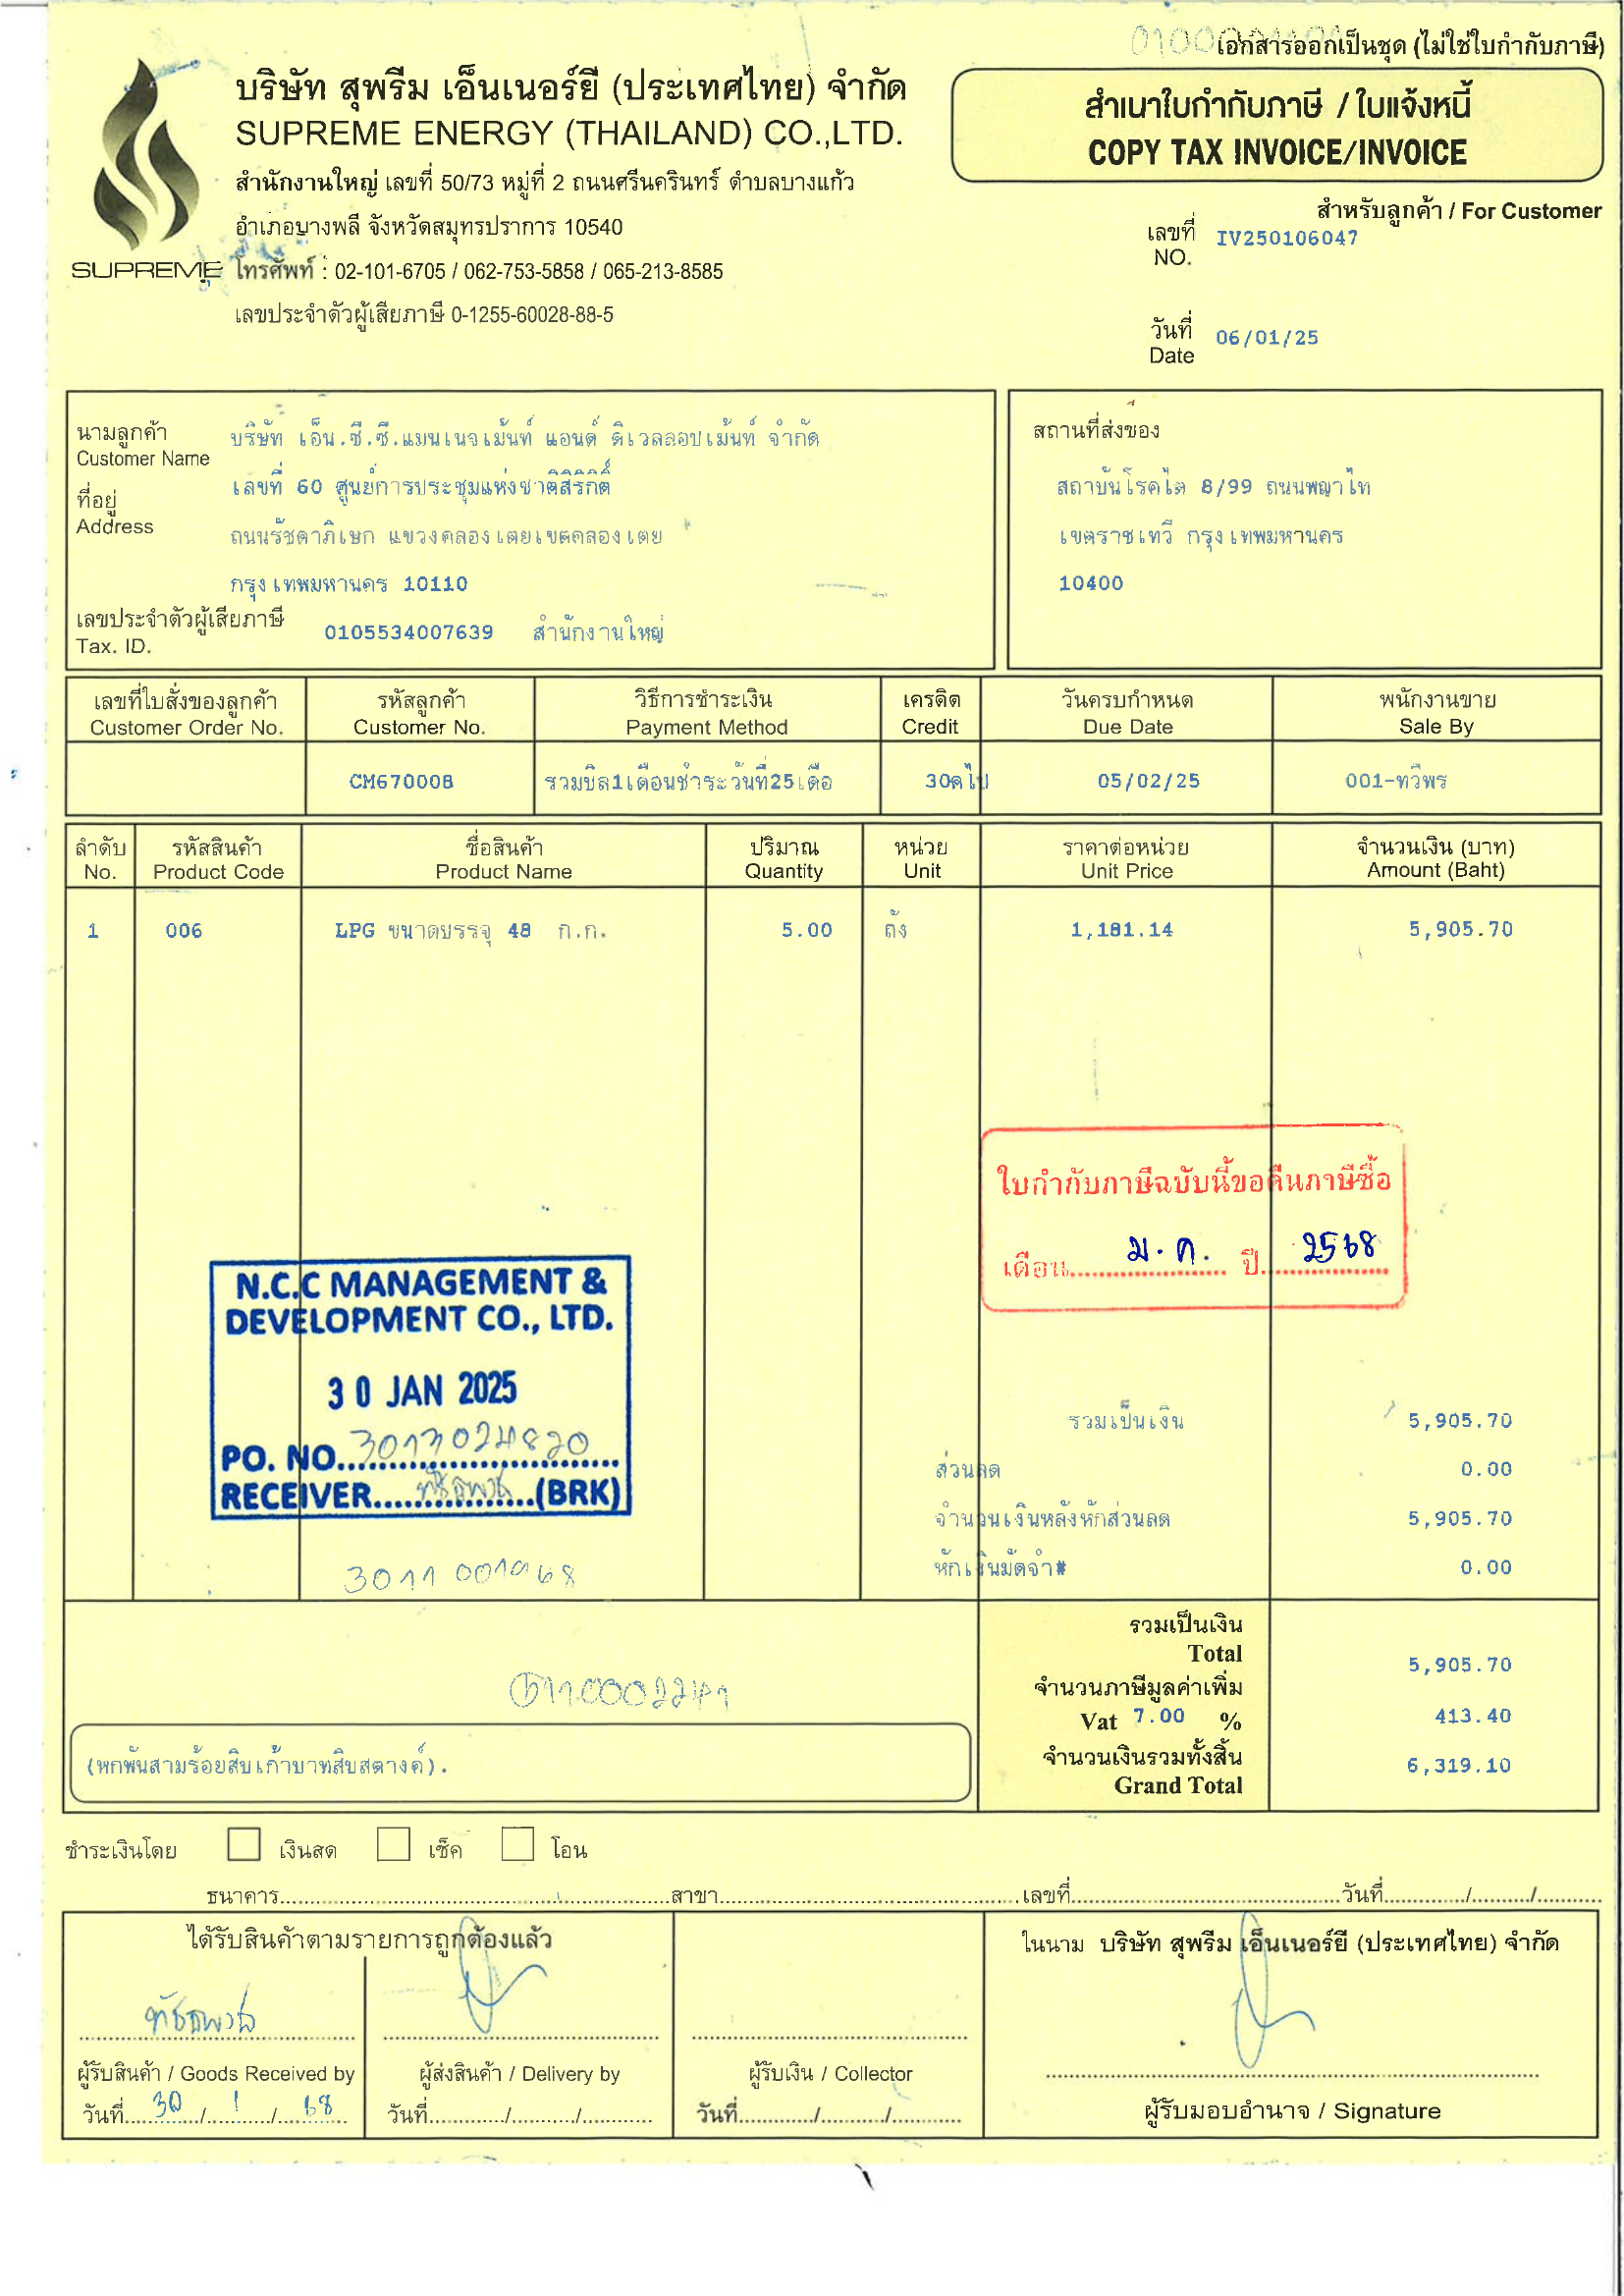 เอกสารออกเป็นชุด (ไม่ใช่ใบกำกับภาษี)
บริษัท สุพรีม เอ็นเนอร์ยี (ประเทศไทย) จำกัด
SUPREME ENERGY (THAILAND) CO.,LTD.
สำนักงานใหญ่ เลขที่ 50/73 หมู่ที่ 2 ถนนศรีนครินทร์ ตำบลบางแก้ว
อำเภอบางพลี จังหวัดสมุทรปราการ 10540
โทรศัพท์ : 02-101-6705 / 062-753-5858 / 065-213-8585
เลขประจำตัวผู้เสียภาษี 0-1255-60028-88-5
SUPREME
สำเนาใบกำกับภาษี / ใบแจ้งหนี้
COPY TAX INVOICE/INVOICE
สำหรับลูกค้า / For Customer
เลขที่ IV250106047
NO.
วันที่ 06/01/25
Date
นามลูกค้า บริษัท เอ็น.ซี.ซี.แมนเนจเม้นท์ แอนด์ ดิเวลลอปเม้นท์ จำกัด
Customer Name
ที่อยู่ เลขที่ 60 ศูนย์การประชุมแห่งชาติสิริกิติ์
Address ถนนรัชดาภิเษก แขวงคลองเตยเขตคลองเตย
กรุงเทพมหานคร 10110
เลขประจำตัวผู้เสียภาษี 0105534007639 สำนักงานใหญ่
Tax. ID.
สถานที่ส่งของ
สถาบันโรคไต 8/99 ถนนพญาไท
เขตราชเทวี กรุงเทพมหานคร
10400
เลขที่ใบสั่งของลูกค้า รหัสลูกค้า วิธีการชำระเงิน เครดิต วันครบกำหนด พนักงานขาย
Customer Order No. Customer No. Payment Method Credit Due Date Sale By
CM670008 รวมบิล1เดือนชำระวันที่25เดือ 30คไป 05/02/25 001-ทวีพร
ลำดับ รหัสสินค้า ชื่อสินค้า ปริมาณ หน่วย ราคาต่อหน่วย จำนวนเงิน (บาท)
No. Product Code Product Name Quantity Unit Unit Price Amount (Baht)
1 006 LPG ขนาดบรรจุ 48 ก.ก. 5.00 ถัง 1,181.14 5,905.70
ใบกำกับภาษีฉบับนี้ขอคืนภาษีซื้อ
เดือน ม.ค. ปี 2568
N.C.C MANAGEMENT &
DEVELOPMENT CO., LTD.
30 JAN 2025
PO. NO. 3013024820
RECEIVER (BRK)
3011 001968
รวมเป็นเงิน 5,905.70
ส่วนลด 0.00
จำนวนเงินหลังหักส่วนลด 5,905.70
หักเงินมัดจำ# 0.00
รวมเป็นเงิน
Total 5,905.70
จำนวนภาษีมูลค่าเพิ่ม
Vat 7.00 % 413.40
จำนวนเงินรวมทั้งสิ้น
Grand Total 6,319.10
(หกพันสามร้อยสิบเก้าบาทสิบสตางค์).
ชำระเงินโดย เงินสด เช็ค โอน
ธนาคาร สาขา เลขที่ วันที่ / /
ได้รับสินค้าตามรายการถูกต้องแล้ว
ในนาม บริษัท สุพรีม เอ็นเนอร์ยี (ประเทศไทย) จำกัด
ผู้รับสินค้า / Goods Received by ผู้ส่งสินค้า / Delivery by ผู้รับเงิน / Collector
วันที่ 30 / 1 / 68 วันที่ / / วันที่ / /
ผู้รับมอบอำนาจ / Signature